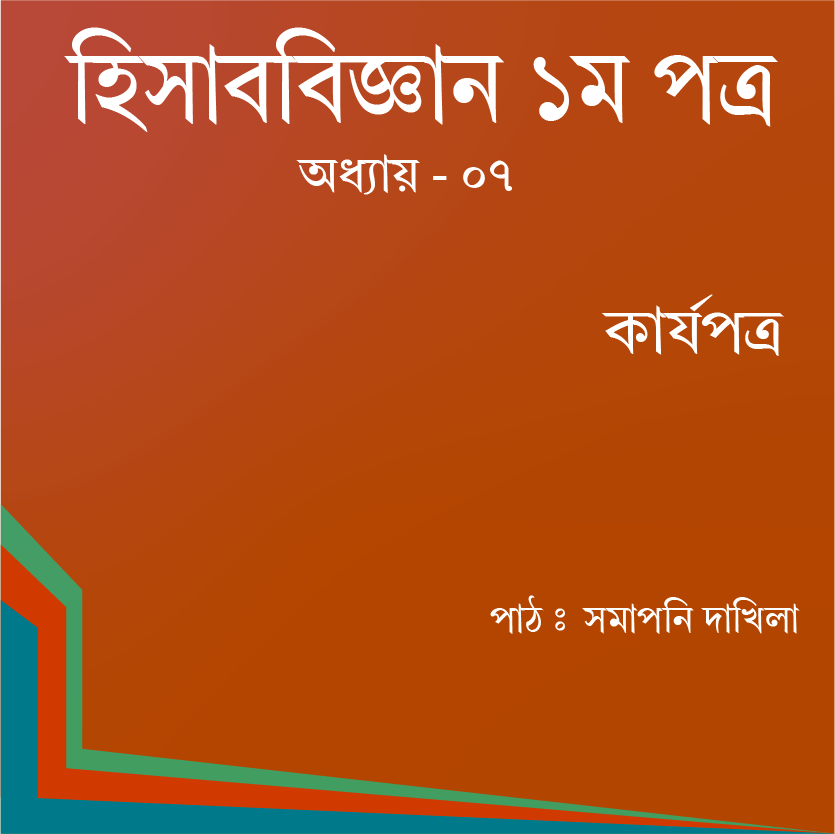 হিসাববিজ্ঞান ১ম পত্র
অধ্যায় - ০৭
কার্যপত্র
পাঠ ঃ সমাপনি দাখিলা